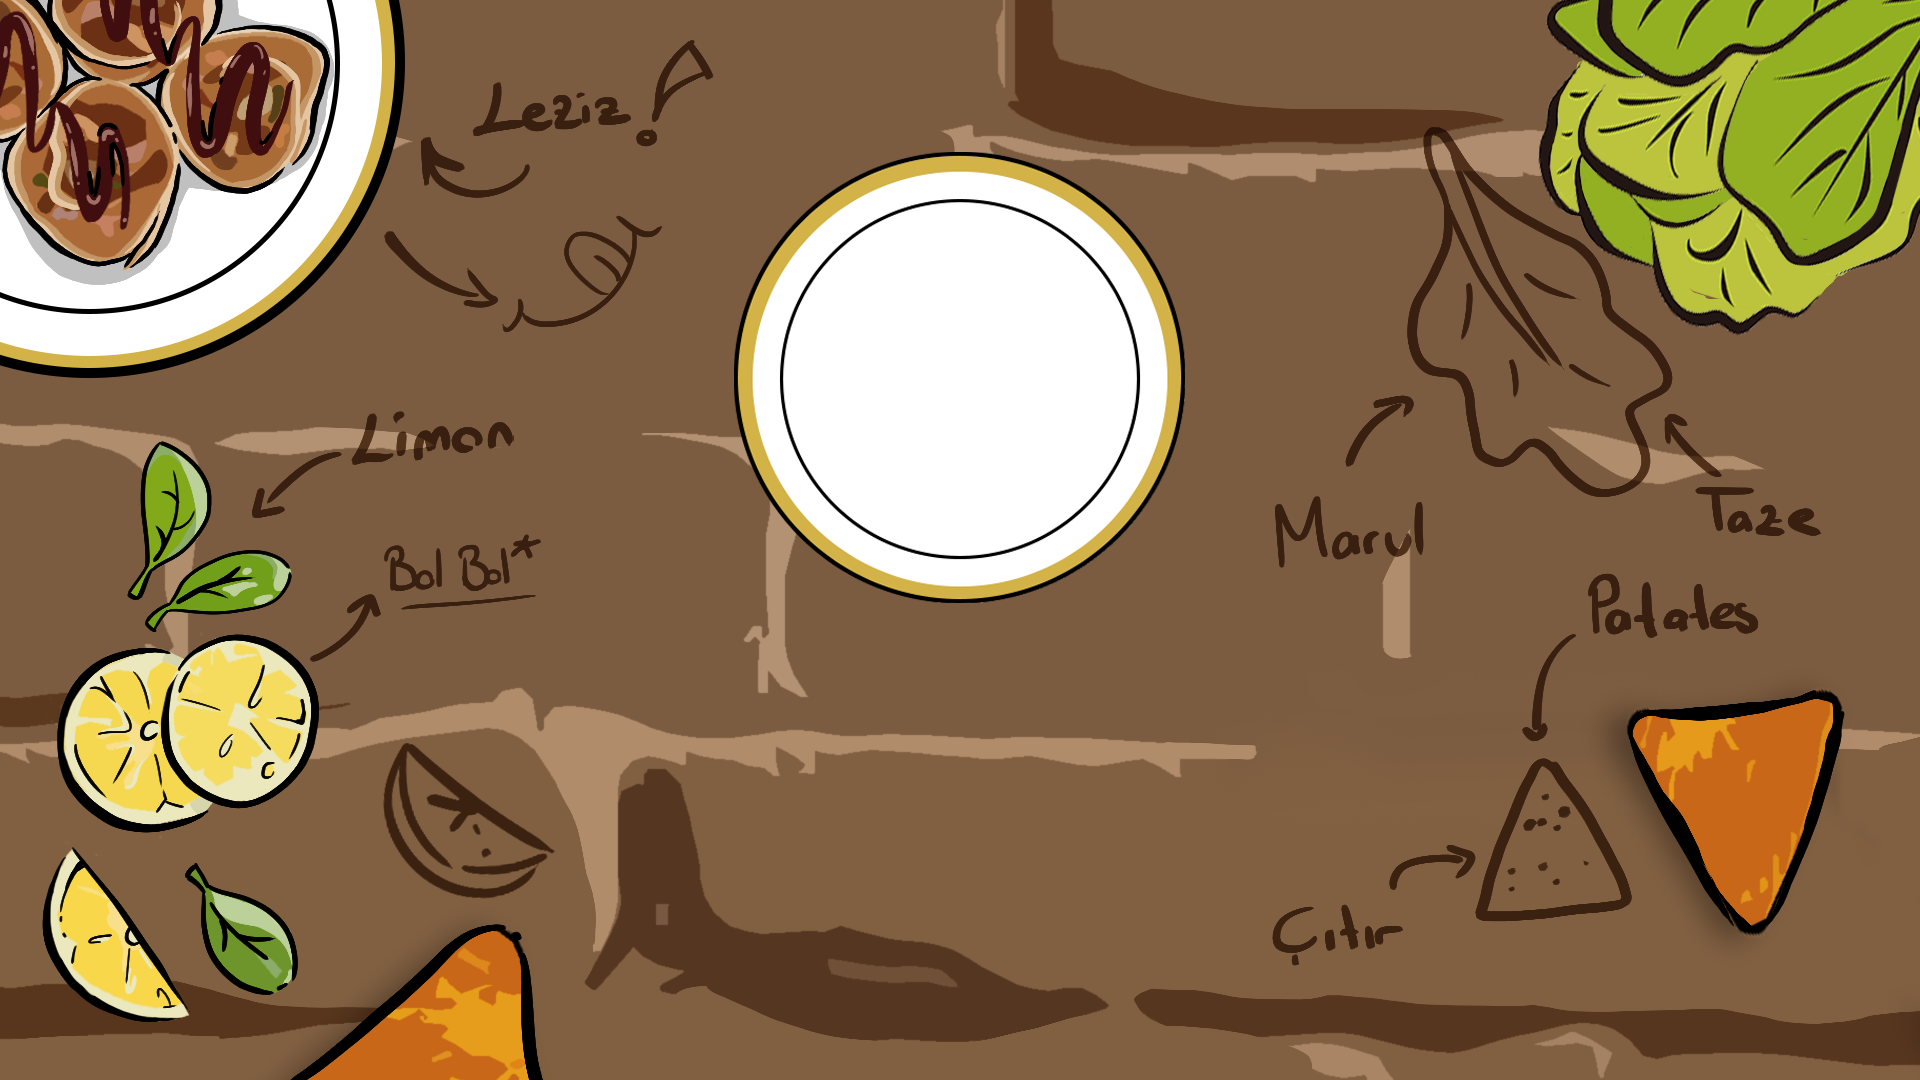 Leziz!
Limon
Bol Bol*
Marul
Taze
Patates
Çıtır